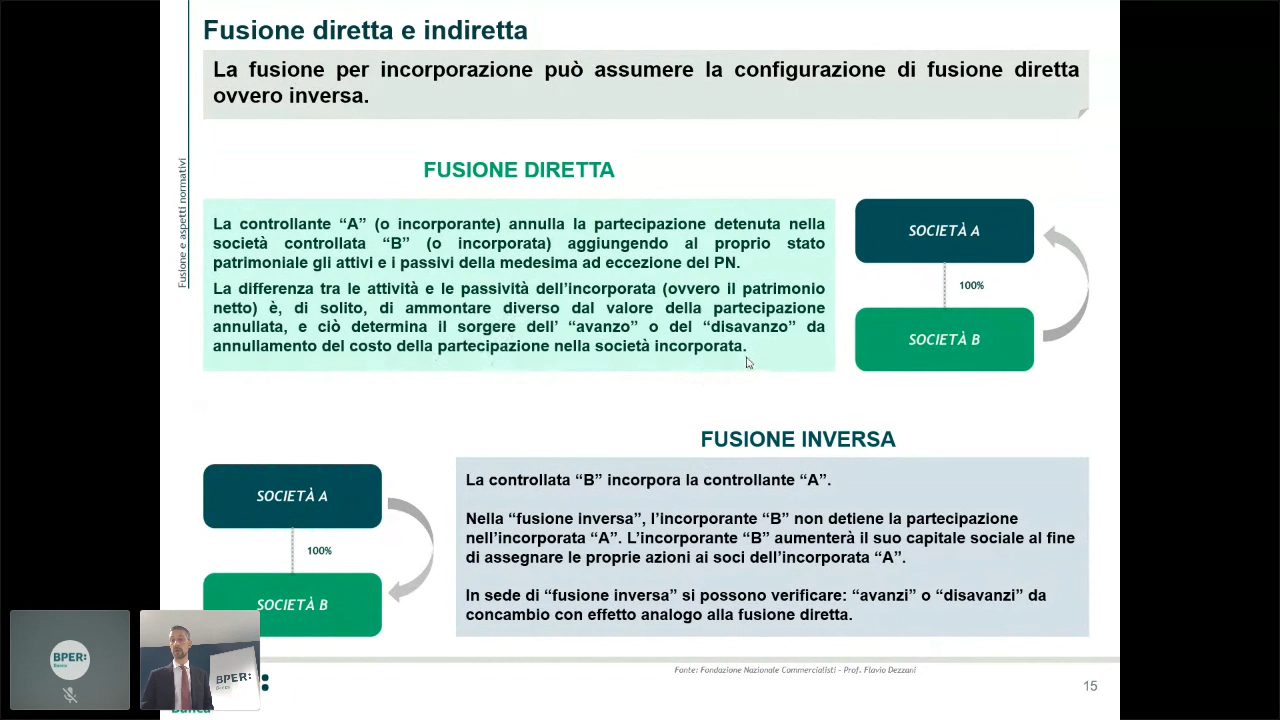 Fusione diretta e indiretta
La fusione per incorporazione può assumere la configurazione di fusione diretta
ovvero inversa.
Fusione e aspetti normativi
FUSIONE DIRETTA
La controllante “A” (o incorporante) annulla la partecipazione detenuta nella
società controllata “B” (o incorporata) aggiungendo al proprio stato
patrimoniale gli attivi e i passivi della medesima ad eccezione del PN.
La differenza tra le attività e le passività dell’incorporata (ovvero il patrimonio
netto) è, di solito, di ammontare diverso dal valore della partecipazione
annullata, e ciò determina il sorgere dell’ “avanzo” o del “disavanzo” da
annullamento del costo della partecipazione nella società incorporata.
SOCIETÀ A
100%
SOCIETÀ B
FUSIONE INVERSA
SOCIETÀ A
100%
SOCIETÀ B
La controllata “B” incorpora la controllante “A”.
Nella “fusione inversa”, l’incorporante “B” non detiene la partecipazione
nell’incorporata “A”. L’incorporante “B” aumenterà il suo capitale sociale al fine
di assegnare le proprie azioni ai soci dell’incorporata “A”.
In sede di “fusione inversa” si possono verificare: “avanzi” o “disavanzi” da
concambio con effetto analogo alla fusione diretta.
Fonte: Fondazione Nazionale Commercialisti - Prof. Flavio Dezzani
15
BPER:
Banca
BPER:
Banca
Banca